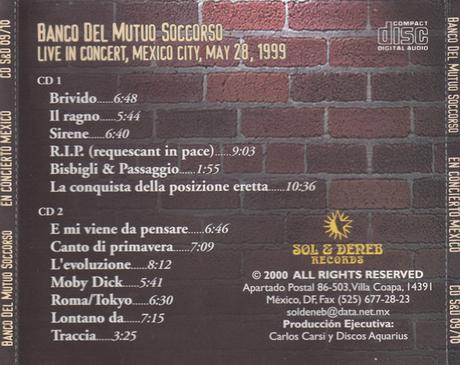 BANCO DEL MUTUO SOCCORSO
LIVE IN CONCERT, MEXICO CITY, MAY 28, 1999
COMPACT
disc
DIGITAL AUDIO
CD 1
Brivido......6:48
Il ragno.....5:44
Sirene......6:40
R.I.P. (requescant in pace)......9:03
Bisbigli & Passaggio.....1:55
La conquista della posizione eretta......10:36
CD 2
E mi viene da pensare......6:46
Canto di primavera......7:09
L'evoluzione......8:12
Moby Dick......5:41
Roma/Tokyo......6:30
Lontano da......7:15
Traccia.....3:25
SOL & DENEB
RECORDS
© 2000 ALL RIGHTS RESERVED
Apartado Postal 86-503, Villa Coapa, 14391
México, DF, Fax (525) 677-28-23
soldeneb@data.net.mx
Producción Ejecutiva:
Carlos Carsi y Discos Aquarius
BANCO DEL MUTUO SOCCORSO EN CONCIERTO MEXICO CD S&D 09/10
BANCO DEL MUTUO SOCCORSO EN CONCIERTO MEXICO CD S&D 09/10